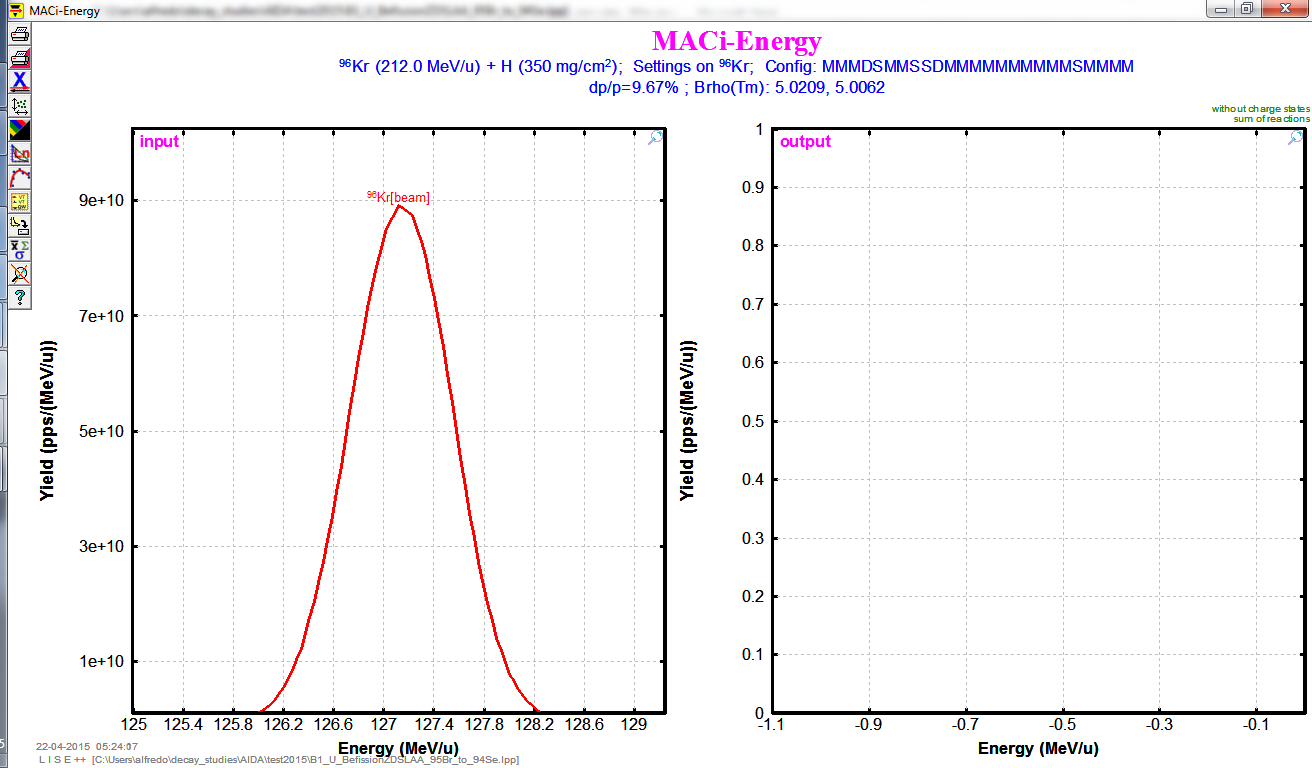 MACi-Energy
MACi-Energy
⁹⁶Kr (212.0 MeV/u) + H (350 mg/cm²); Settings on ⁹⁶Kr; Config: MMMDSMMSSDMMMMMMMMMMSMMMM
dp/p=9.67% ; Brho(Tm): 5.0209, 5.0062
without charge states
sum of reactions
input
⁹⁶Kr[beam]
9e+10
7e+10
5e+10
3e+10
1e+10
Yield (pps/(MeV/u))
125 125.4 125.8 126.2 126.6 127 127.4 127.8 128.2 128.6 129
Energy (MeV/u)
output
1
0.9
0.8
0.7
0.6
0.5
0.4
0.3
0.2
0.1
0
Yield (pps/(MeV/u))
-1.1 -0.9 -0.7 -0.5 -0.3 -0.1
Energy (MeV/u)
22-04-2015 05:24:07
L I S E ++ [C:\Users\alfredo\decay_studies\AIDA\test2015\B1_U_BefissionZDSLAA_95Br_to_94Se.lpp]